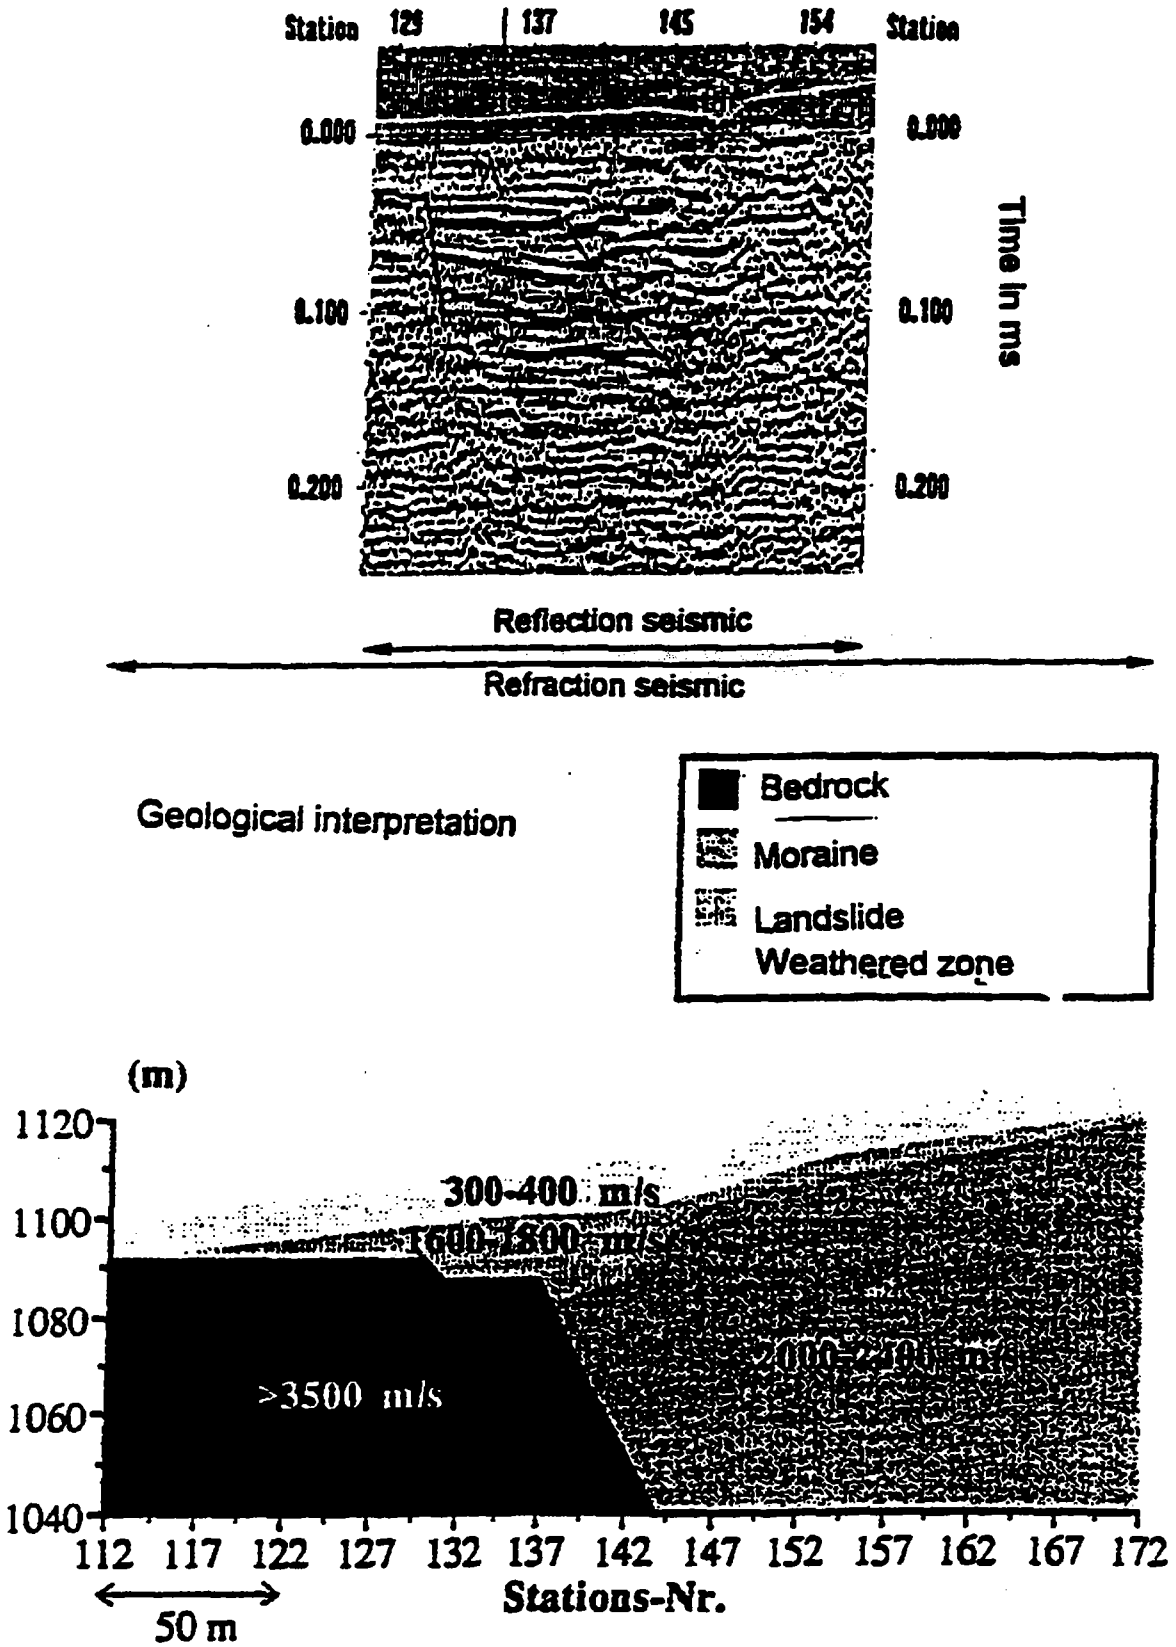 Station 129 137 145 154 Station
0.000 0.000
Time in ms
0.100 0.100
0.200 0.200
Reflection seismic
Refraction seismic
Geological interpretation
Bedrock
Moraine
Landslide
Weathered zone
(m)
1120
300-400 m/s
1100
1600-1800 m/s
1080
2000-2400 m/s
>3500 m/s
1060
1040
112 117 122 127 132 137 142 147 152 157 162 167 172
Stations-Nr.
50 m